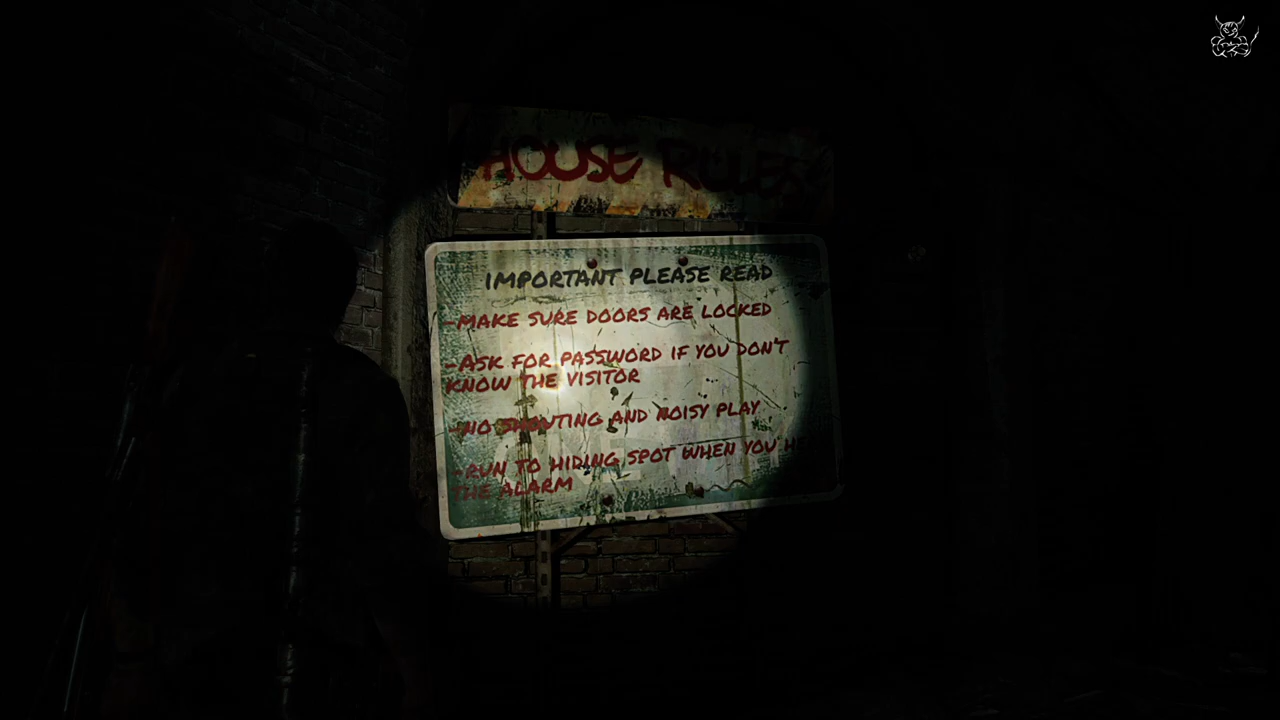 HOUSE RULES
IMPORTANT PLEASE READ
-MAKE SURE DOORS ARE LOCKED
-ASK FOR PASSWORD IF YOU DON'T
KNOW THE VISITOR
-NO SHOUTING AND NOISY PLAY
-RUN TO HIDING SPOT WHEN YOU
THE ALARM